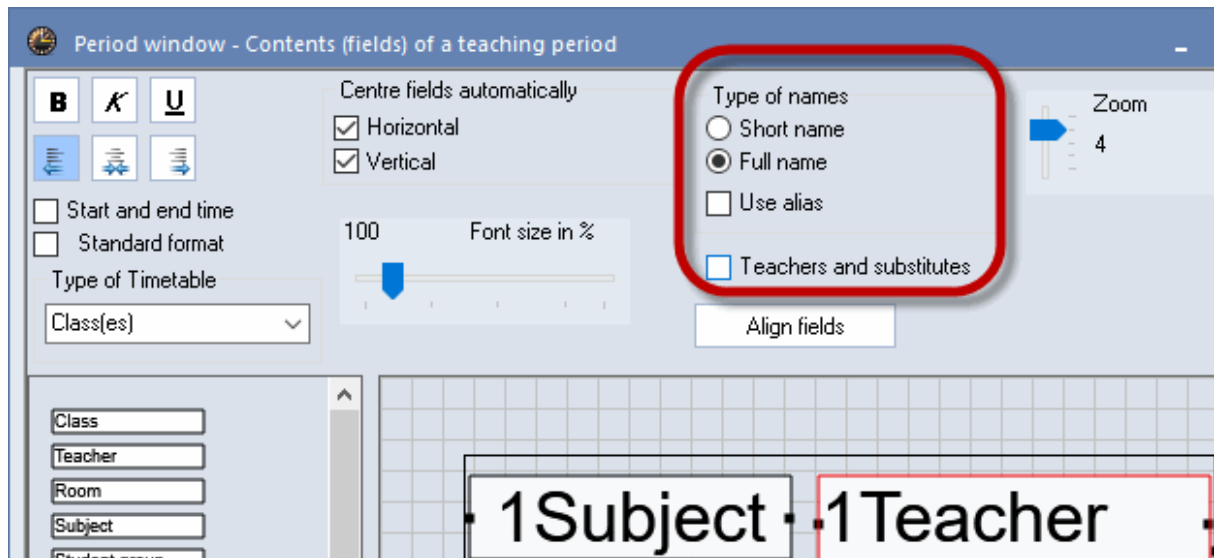 Period window - Contents (fields) of a teaching period
B K U
Centre fields automatically
Horizontal
Vertical
Type of names
Short name
Full name
Use alias
Teachers and substitutes
Zoom
4
Start and end time
Standard format
Type of Timetable
Class(es)
100 Font size in %
Align fields
Class
Teacher
Room
Subject
Student group
1Subject 1Teacher